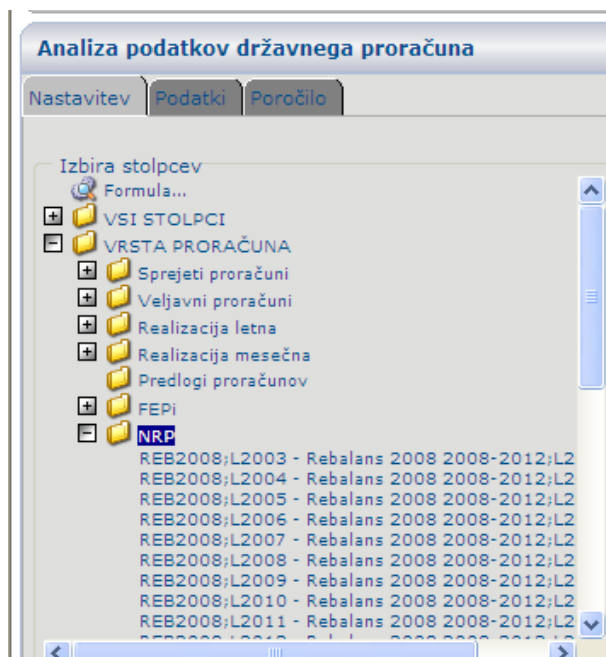 Analiza podatkov državnega proračuna
Nastavitev Podatki Poročilo
Izbira stolpcev
Formula...
VSI STOLPCI
VRSTA PRORAČUNA
Sprejeti proračuni
Veljavni proračuni
Realizacija letna
Realizacija mesečna
Predlogi proračunov
FEPi
NRP
REB2008;L2003 - Rebalans 2008 2008-2012;L2
REB2008;L2004 - Rebalans 2008 2008-2012;L2
REB2008;L2005 - Rebalans 2008 2008-2012;L2
REB2008;L2006 - Rebalans 2008 2008-2012;L2
REB2008;L2007 - Rebalans 2008 2008-2012;L2
REB2008;L2008 - Rebalans 2008 2008-2012;L2
REB2008;L2009 - Rebalans 2008 2008-2012;L2
REB2008;L2010 - Rebalans 2008 2008-2012;L2
REB2008;L2011 - Rebalans 2008 2008-2012;L2